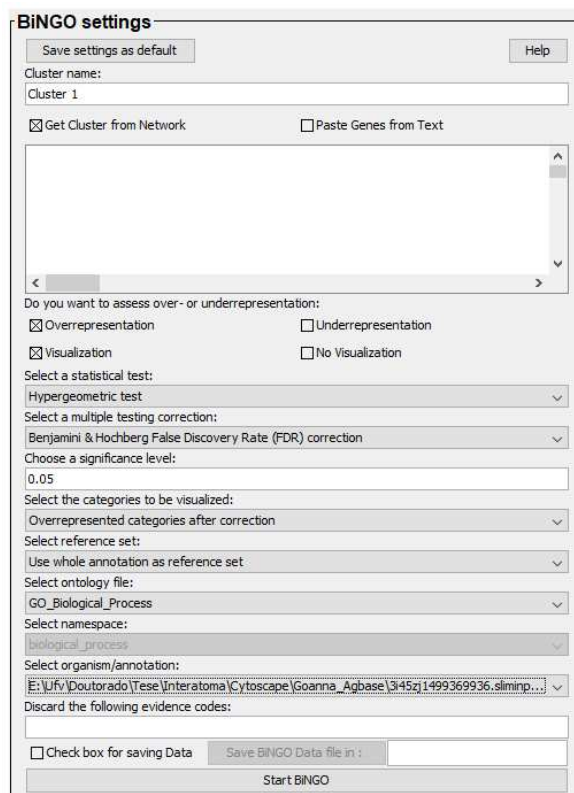 BiNGO settings
Save settings as default Help
Cluster name:
Cluster 1
Get Cluster from Network Paste Genes from Text
Do you want to assess over- or underrepresentation:
Overrepresentation Underrepresentation
Visualization No Visualization
Select a statistical test:
Hypergeometric test
Select a multiple testing correction:
Benjamini & Hochberg False Discovery Rate (FDR) correction
Choose a significance level:
0.05
Select the categories to be visualized:
Overrepresented categories after correction
Select reference set:
Use whole annotation as reference set
Select ontology file:
GO_Biological_Process
Select namespace:
biological_process
Select organism/annotation:
E:\Ufv\Doutorado\Tese\Interatoma\Cytoscape\Goanna_Agbase\3i45zj1499369936.sliminp...
Discard the following evidence codes:
Check box for saving Data Save BiNGO Data file in :
Start BiNGO